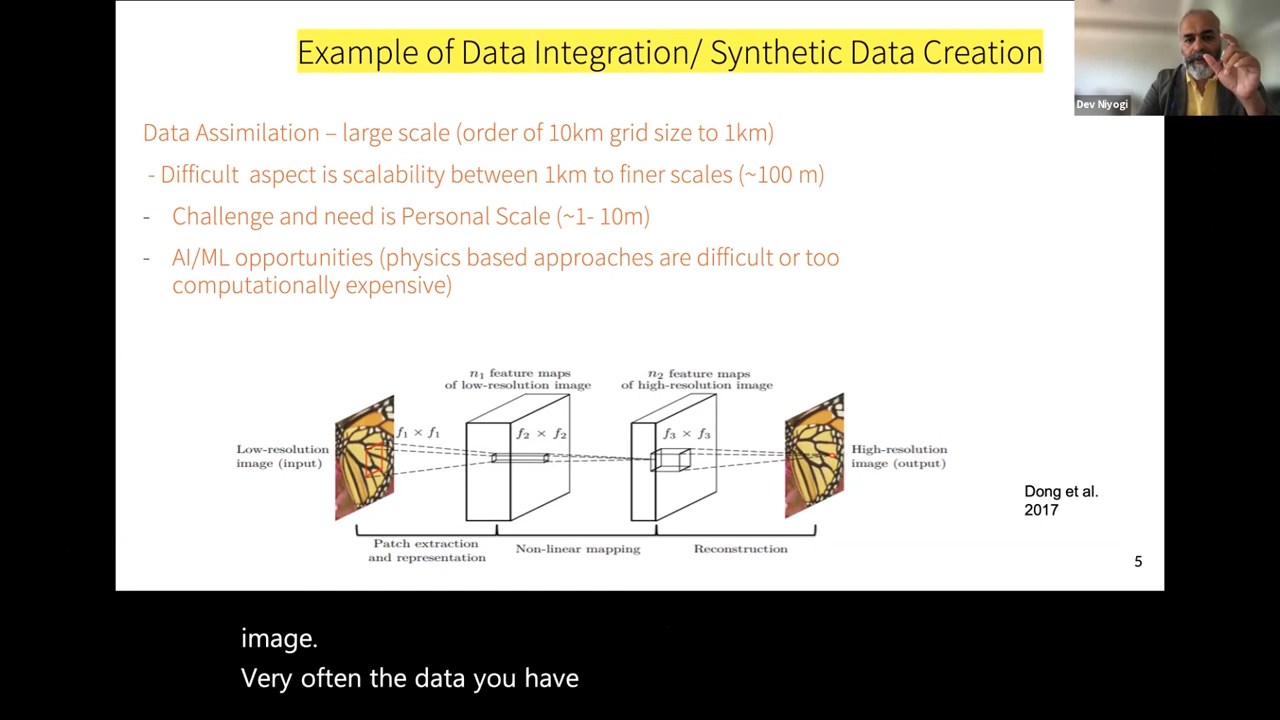 Example of Data Integration/ Synthetic Data Creation
Dev Niyogi
Data Assimilation – large scale (order of 10km grid size to 1km)
- Difficult aspect is scalability between 1km to finer scales (~100 m)
- Challenge and need is Personal Scale (~1- 10m)
- AI/ML opportunities (physics based approaches are difficult or too
computationally expensive)
n1 feature maps
of low-resolution image
n2 feature maps
of high-resolution image
f1 × f1
f2 × f2
f3 × f3
Low-resolution
image (input)
High-resolution
image (output)
Dong et al.
2017
Patch extraction
and representation
Non-linear mapping
Reconstruction
5
image.
Very often the data you have